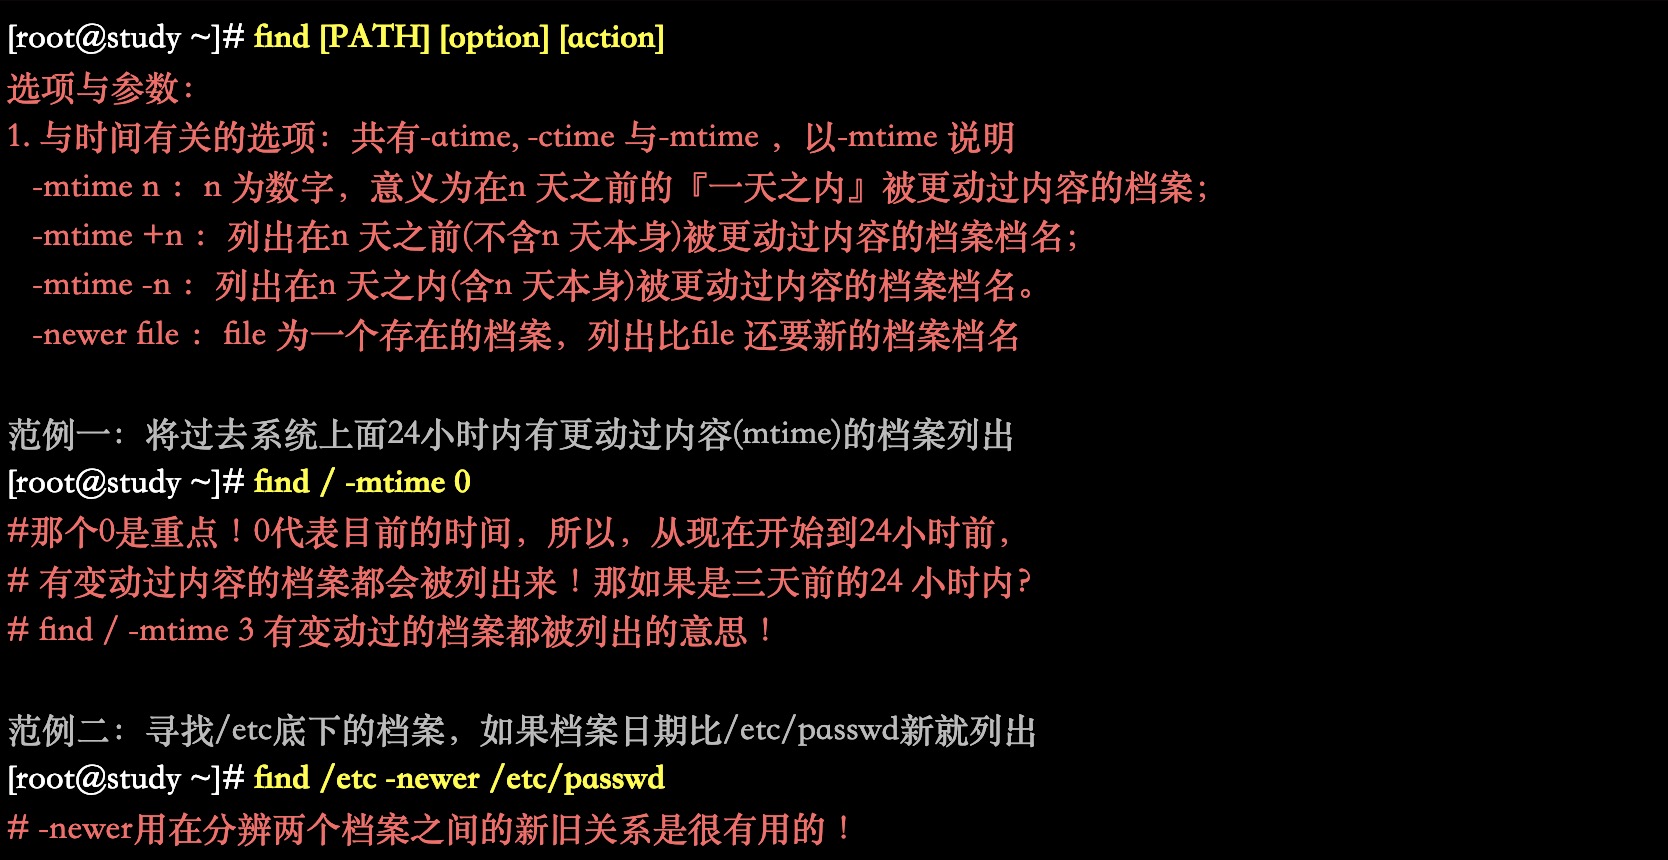 [root@study ~]# find [PATH] [option] [action]
选项与参数：
1. 与时间有关的选项：共有-atime, -ctime 与-mtime ，以-mtime 说明
-mtime n ：n 为数字，意义为在n 天之前的『一天之内』被更动过内容的档案；
-mtime +n ：列出在n 天之前(不含n 天本身)被更动过内容的档案档名；
-mtime -n ：列出在n 天之内(含n 天本身)被更动过内容的档案档名。
-newer file ：file 为一个存在的档案，列出比file 还要新的档案档名
范例一：将过去系统上面24小时内有更动过内容(mtime)的档案列出
[root@study ~]# find / -mtime 0
#那个0是重点！0代表目前的时间，所以，从现在开始到24小时前，
# 有变动过内容的档案都会被列出来！那如果是三天前的24 小时内？
# find / -mtime 3 有变动过的档案都被列出的意思！
范例二：寻找/etc底下的档案，如果档案日期比/etc/passwd新就列出
[root@study ~]# find /etc -newer /etc/passwd
# -newer用在分辨两个档案之间的新旧关系是很有用的！